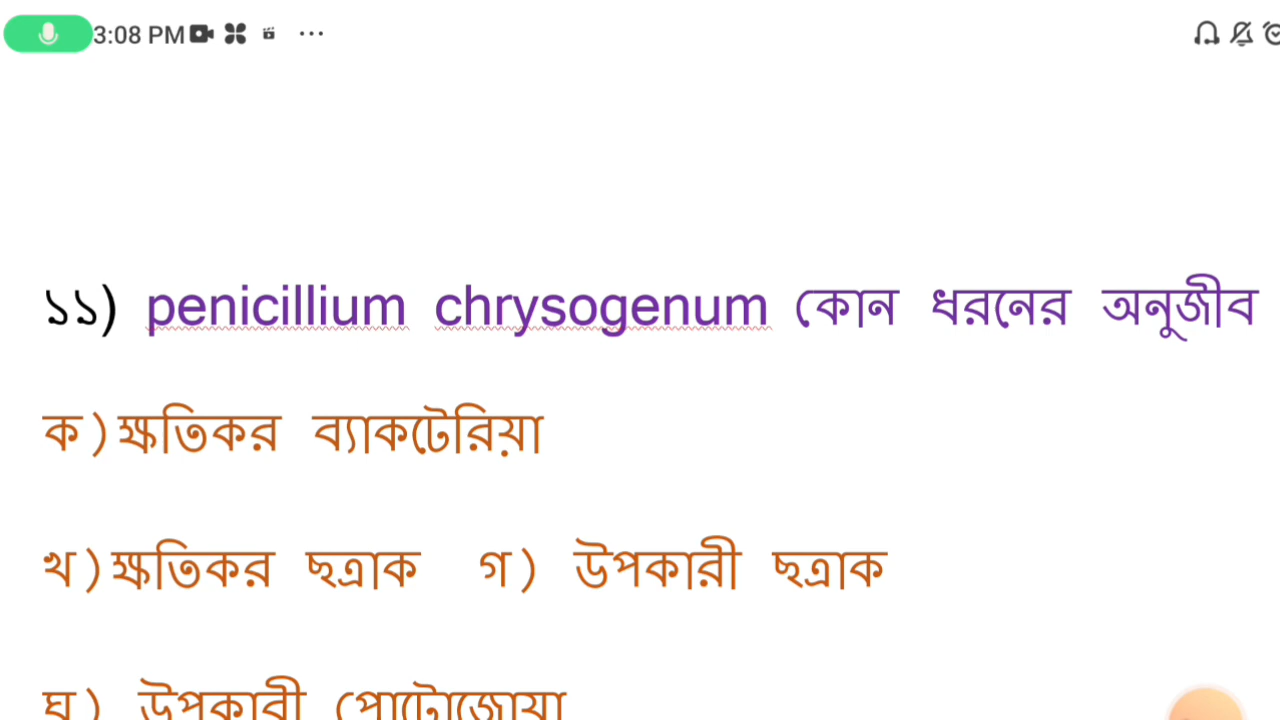 3:08 PM
১১) penicillium chrysogenum কোন ধরনের অনুজীব
ক)ক্ষতিকর ব্যাকটেরিয়া
খ)ক্ষতিকর ছত্রাক গ) উপকারী ছত্রাক
ঘ) উপকারী পোটোজোয়া